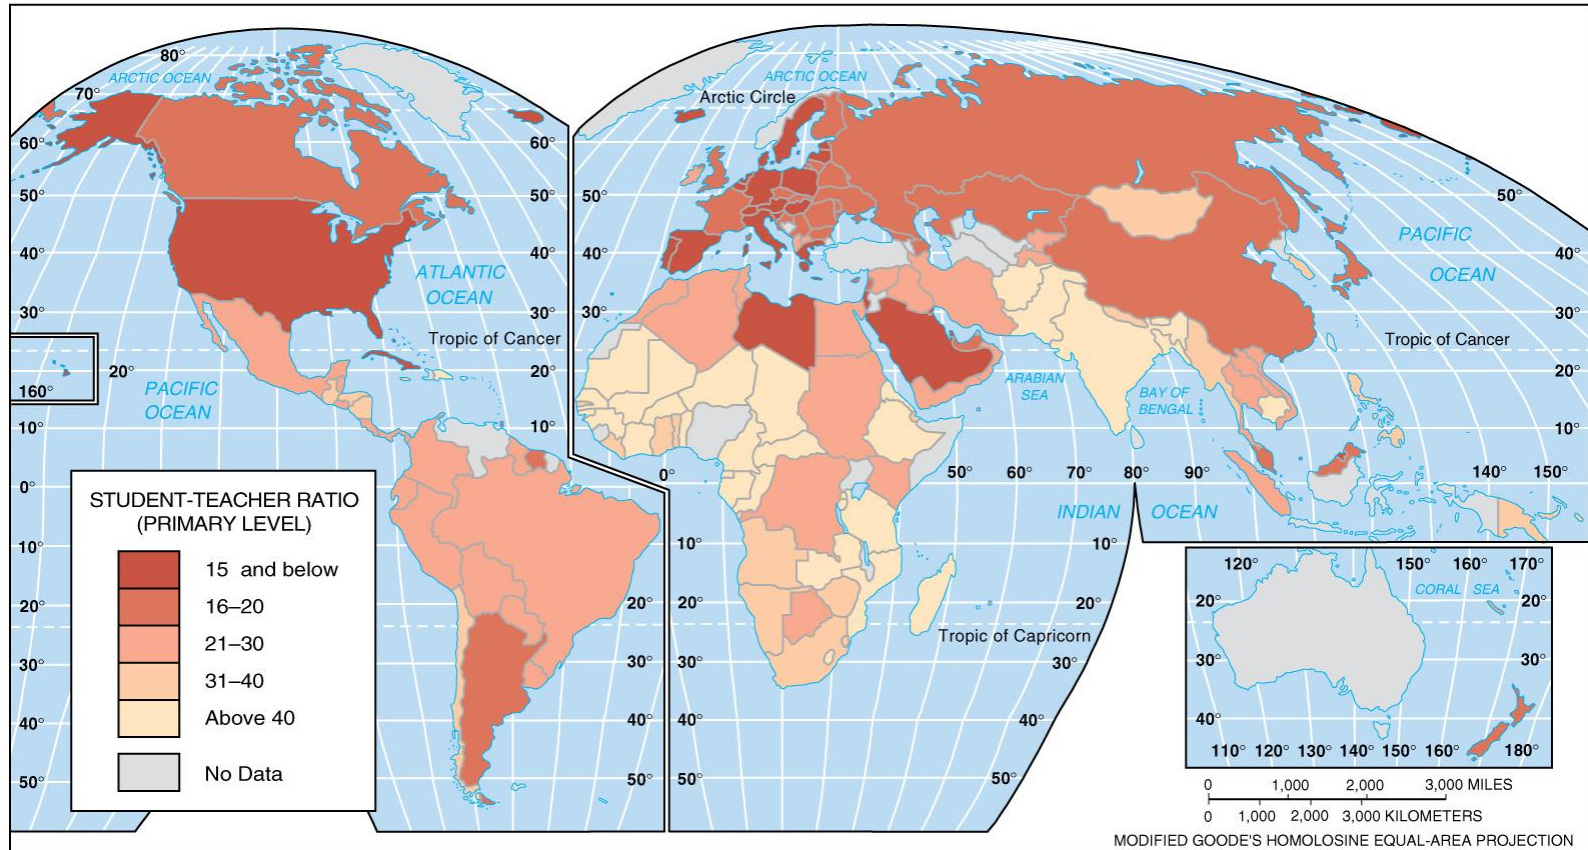 80°
ARCTIC OCEAN
70°
60°
50°
40°
30°
20°
160°
10°
0°
10°
20°
30°
40°
50°
60°
50°
40°
30°
20°
10°
ATLANTIC
OCEAN
Tropic of Cancer
PACIFIC
OCEAN
STUDENT-TEACHER RATIO
(PRIMARY LEVEL)
15 and below
16–20
21–30
31–40
Above 40
No Data
20°
30°
40°
50°
ARCTIC OCEAN
Arctic Circle
50°
40°
30°
50°
PACIFIC
OCEAN
40°
30°
Tropic of Cancer
20°
10°
ARABIAN
SEA
BAY OF
BENGAL
0°
50°
60°
70°
80°
90°
140°
150°
INDIAN
OCEAN
10°
10°
20°
20°
Tropic of Capricorn
30°
30°
40°
40°
50°
50°
120°
150°
160°
170°
CORAL SEA
20°
20°
30°
30°
40°
110°
120°
130°
140°
150°
160°
180°
0 1,000 2,000 3,000 MILES
0 1,000 2,000 3,000 KILOMETERS
MODIFIED GOODE'S HOMOLOSINE EQUAL-AREA PROJECTION